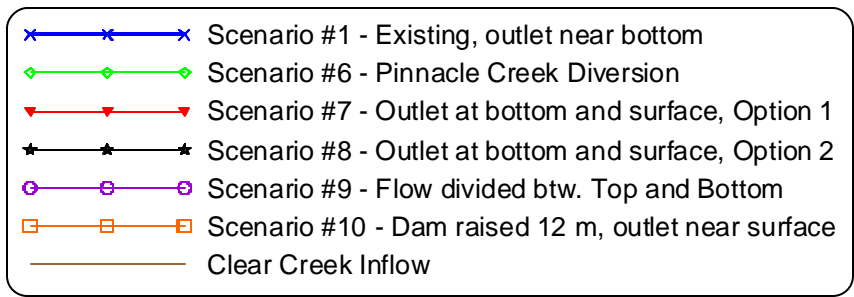 Scenario #1 - Existing, outlet near bottom
Scenario #6 - Pinnacle Creek Diversion
Scenario #7 - Outlet at bottom and surface, Option 1
Scenario #8 - Outlet at bottom and surface, Option 2
Scenario #9 - Flow divided btw. Top and Bottom
Scenario #10 - Dam raised 12 m, outlet near surface
Clear Creek Inflow